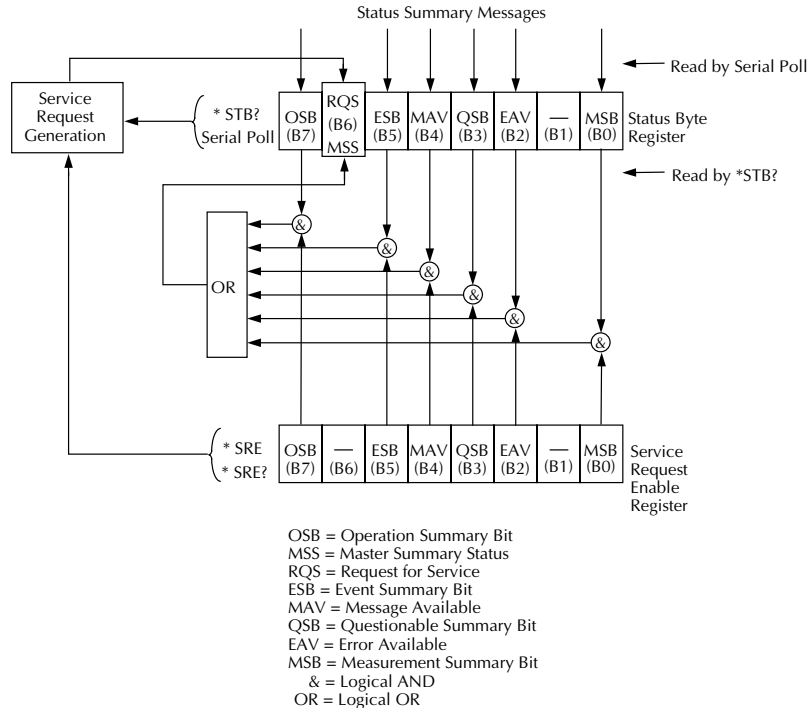 Status Summary Messages
Read by Serial Poll
Service
Request
Generation
* STB?
Serial Poll
OSB
(B7)
RQS
(B6)
MSS
ESB
(B5)
MAV
(B4)
QSB
(B3)
EAV
(B2)
—
(B1)
MSB
(B0)
Status Byte
Register
Read by *STB?
&
&
&
&
&
&
OR
* SRE
* SRE?
OSB
(B7)
—
(B6)
ESB
(B5)
MAV
(B4)
QSB
(B3)
EAV
(B2)
—
(B1)
MSB
(B0)
Service
Request
Enable
Register
OSB = Operation Summary Bit
MSS = Master Summary Status
RQS = Request for Service
ESB = Event Summary Bit
MAV = Message Available
QSB = Questionable Summary Bit
EAV = Error Available
MSB = Measurement Summary Bit
& = Logical AND
OR = Logical OR